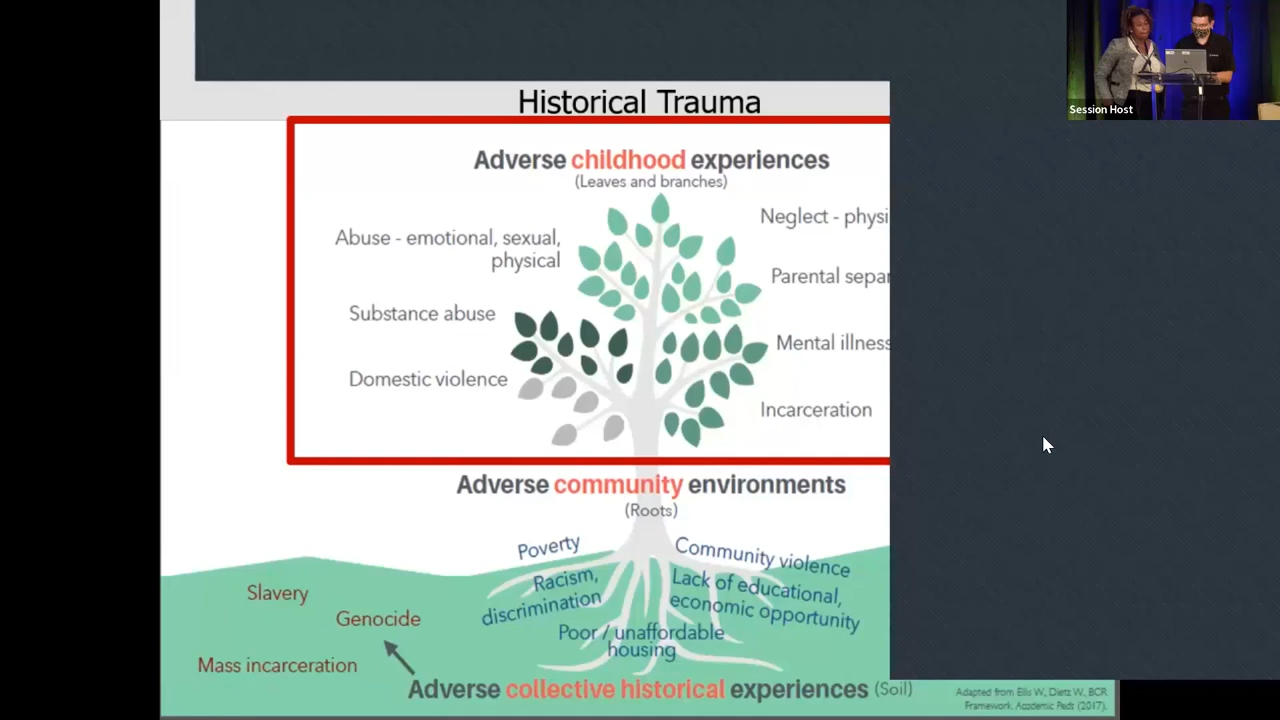 Session Host
Historical Trauma
Adverse childhood experiences
(Leaves and branches)
Abuse - emotional, sexual,
physical
Substance abuse
Domestic violence
Neglect - physi
Parental separ
Mental illness
Incarceration
Adverse community environments
(Roots)
Poverty
Racism,
discrimination
Community violence
Lack of educational,
economic opportunity
Poor / unaffordable
housing
Slavery
Genocide
Mass incarceration
Adverse collective historical experiences (Soil)
Adapted from Ellis W., Dietz W., BCR
Framework. Academic Peds (2017).